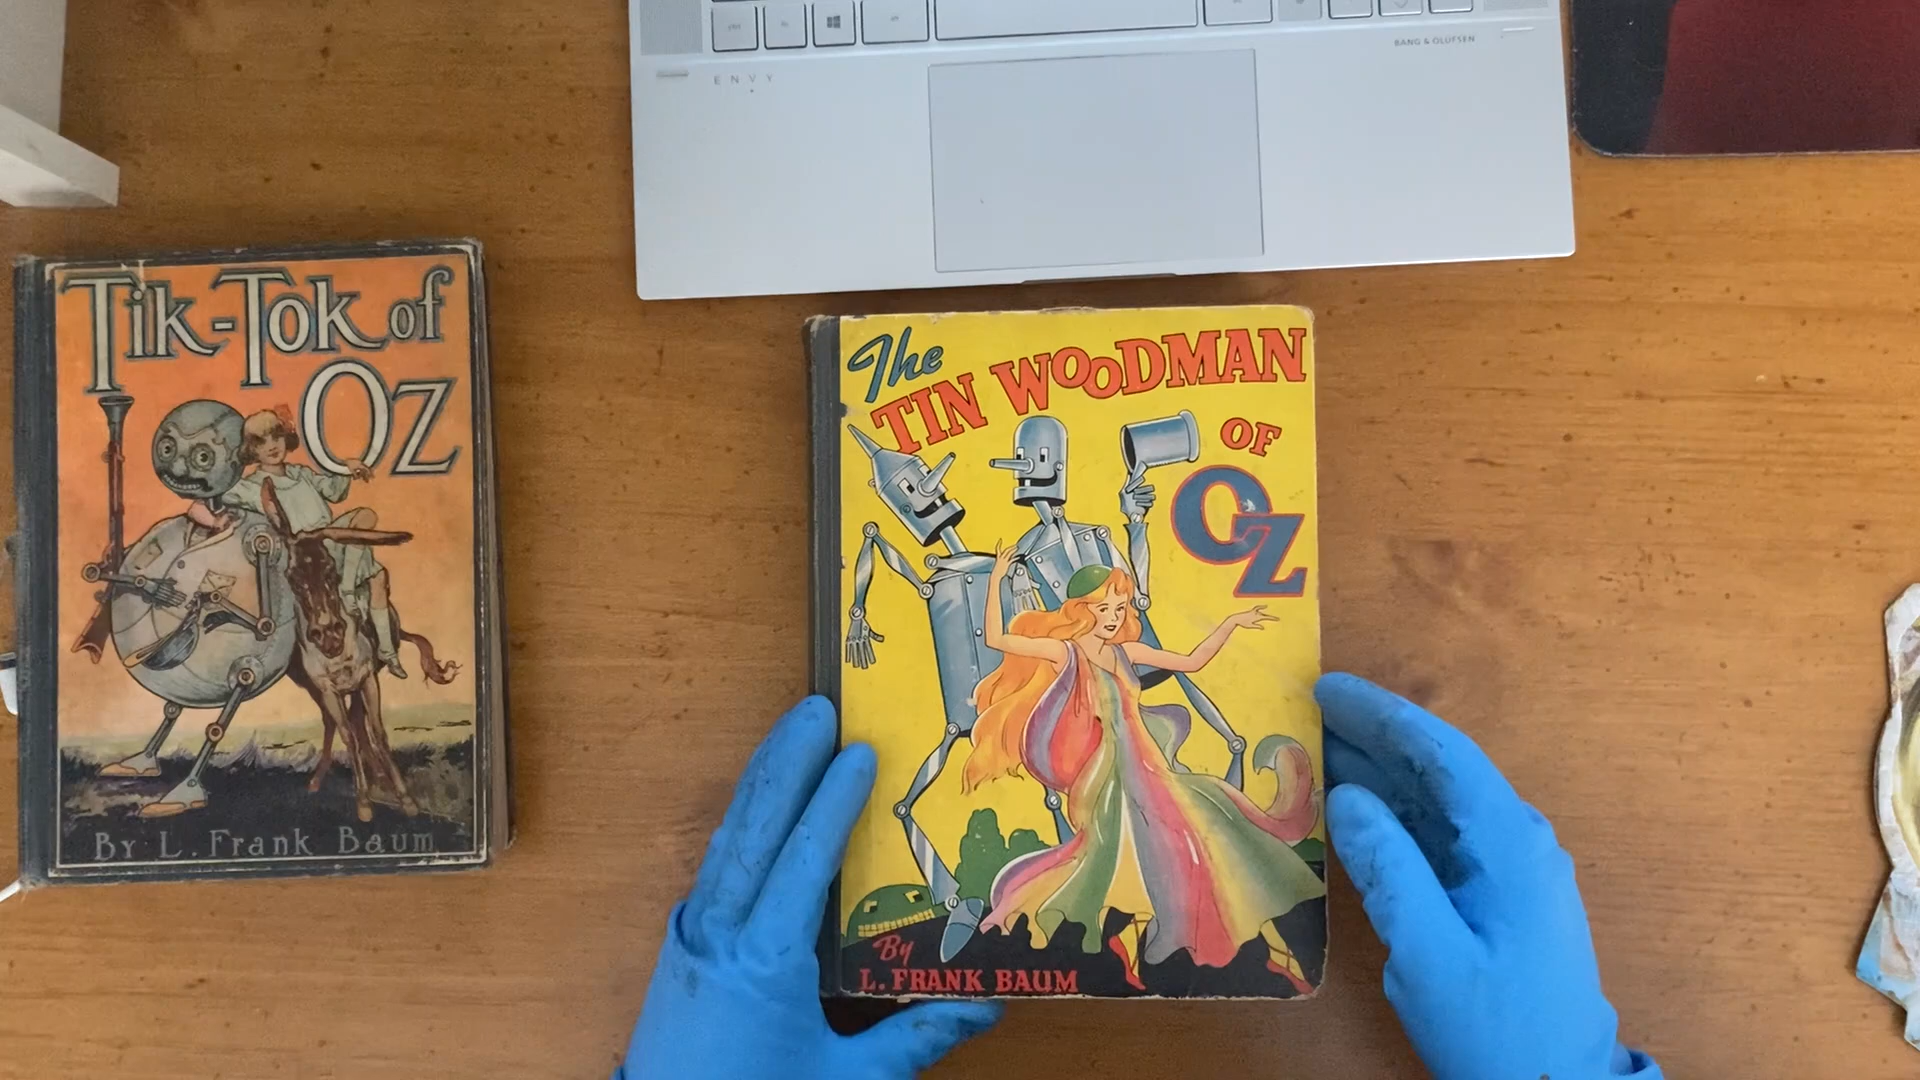 ENVY
BANG & OLUFSEN
Tik-Tok of
Oz
By L. Frank Baum
The
TIN WOODMAN
OF
OZ
By
L. FRANK BAUM